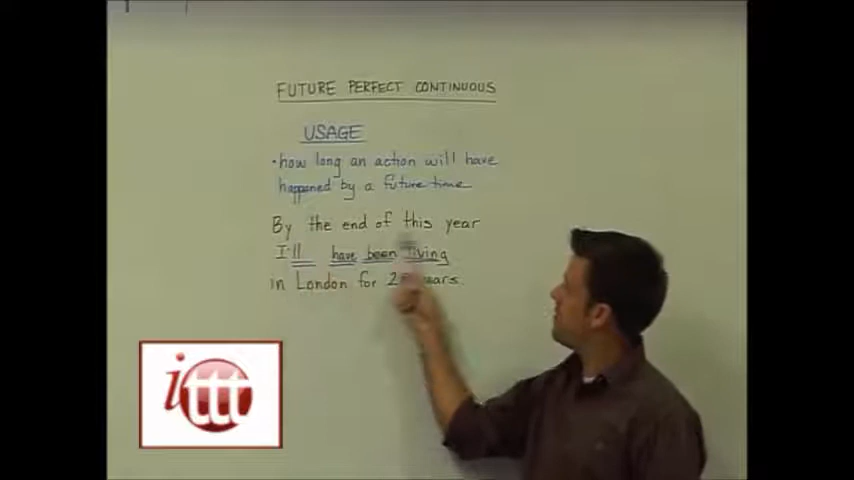 FUTURE PERFECT CONTINUOUS
USAGE
• how long an action will have
happened by a future time
By the end of this year
I'll have been living
in London for years.
ittt